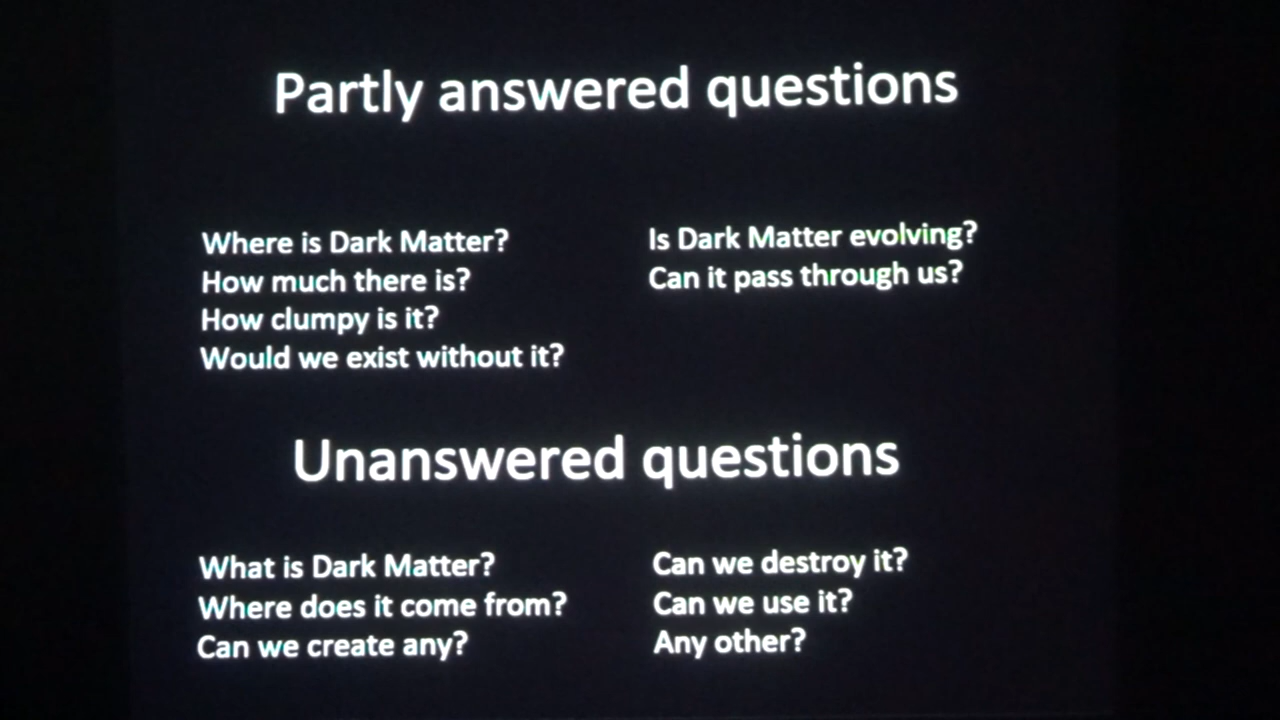 Partly answered questions
Where is Dark Matter?
How much there is?
How clumpy is it?
Would we exist without it?
Is Dark Matter evolving?
Can it pass through us?
Unanswered questions
What is Dark Matter?
Where does it come from?
Can we create any?
Can we destroy it?
Can we use it?
Any other?